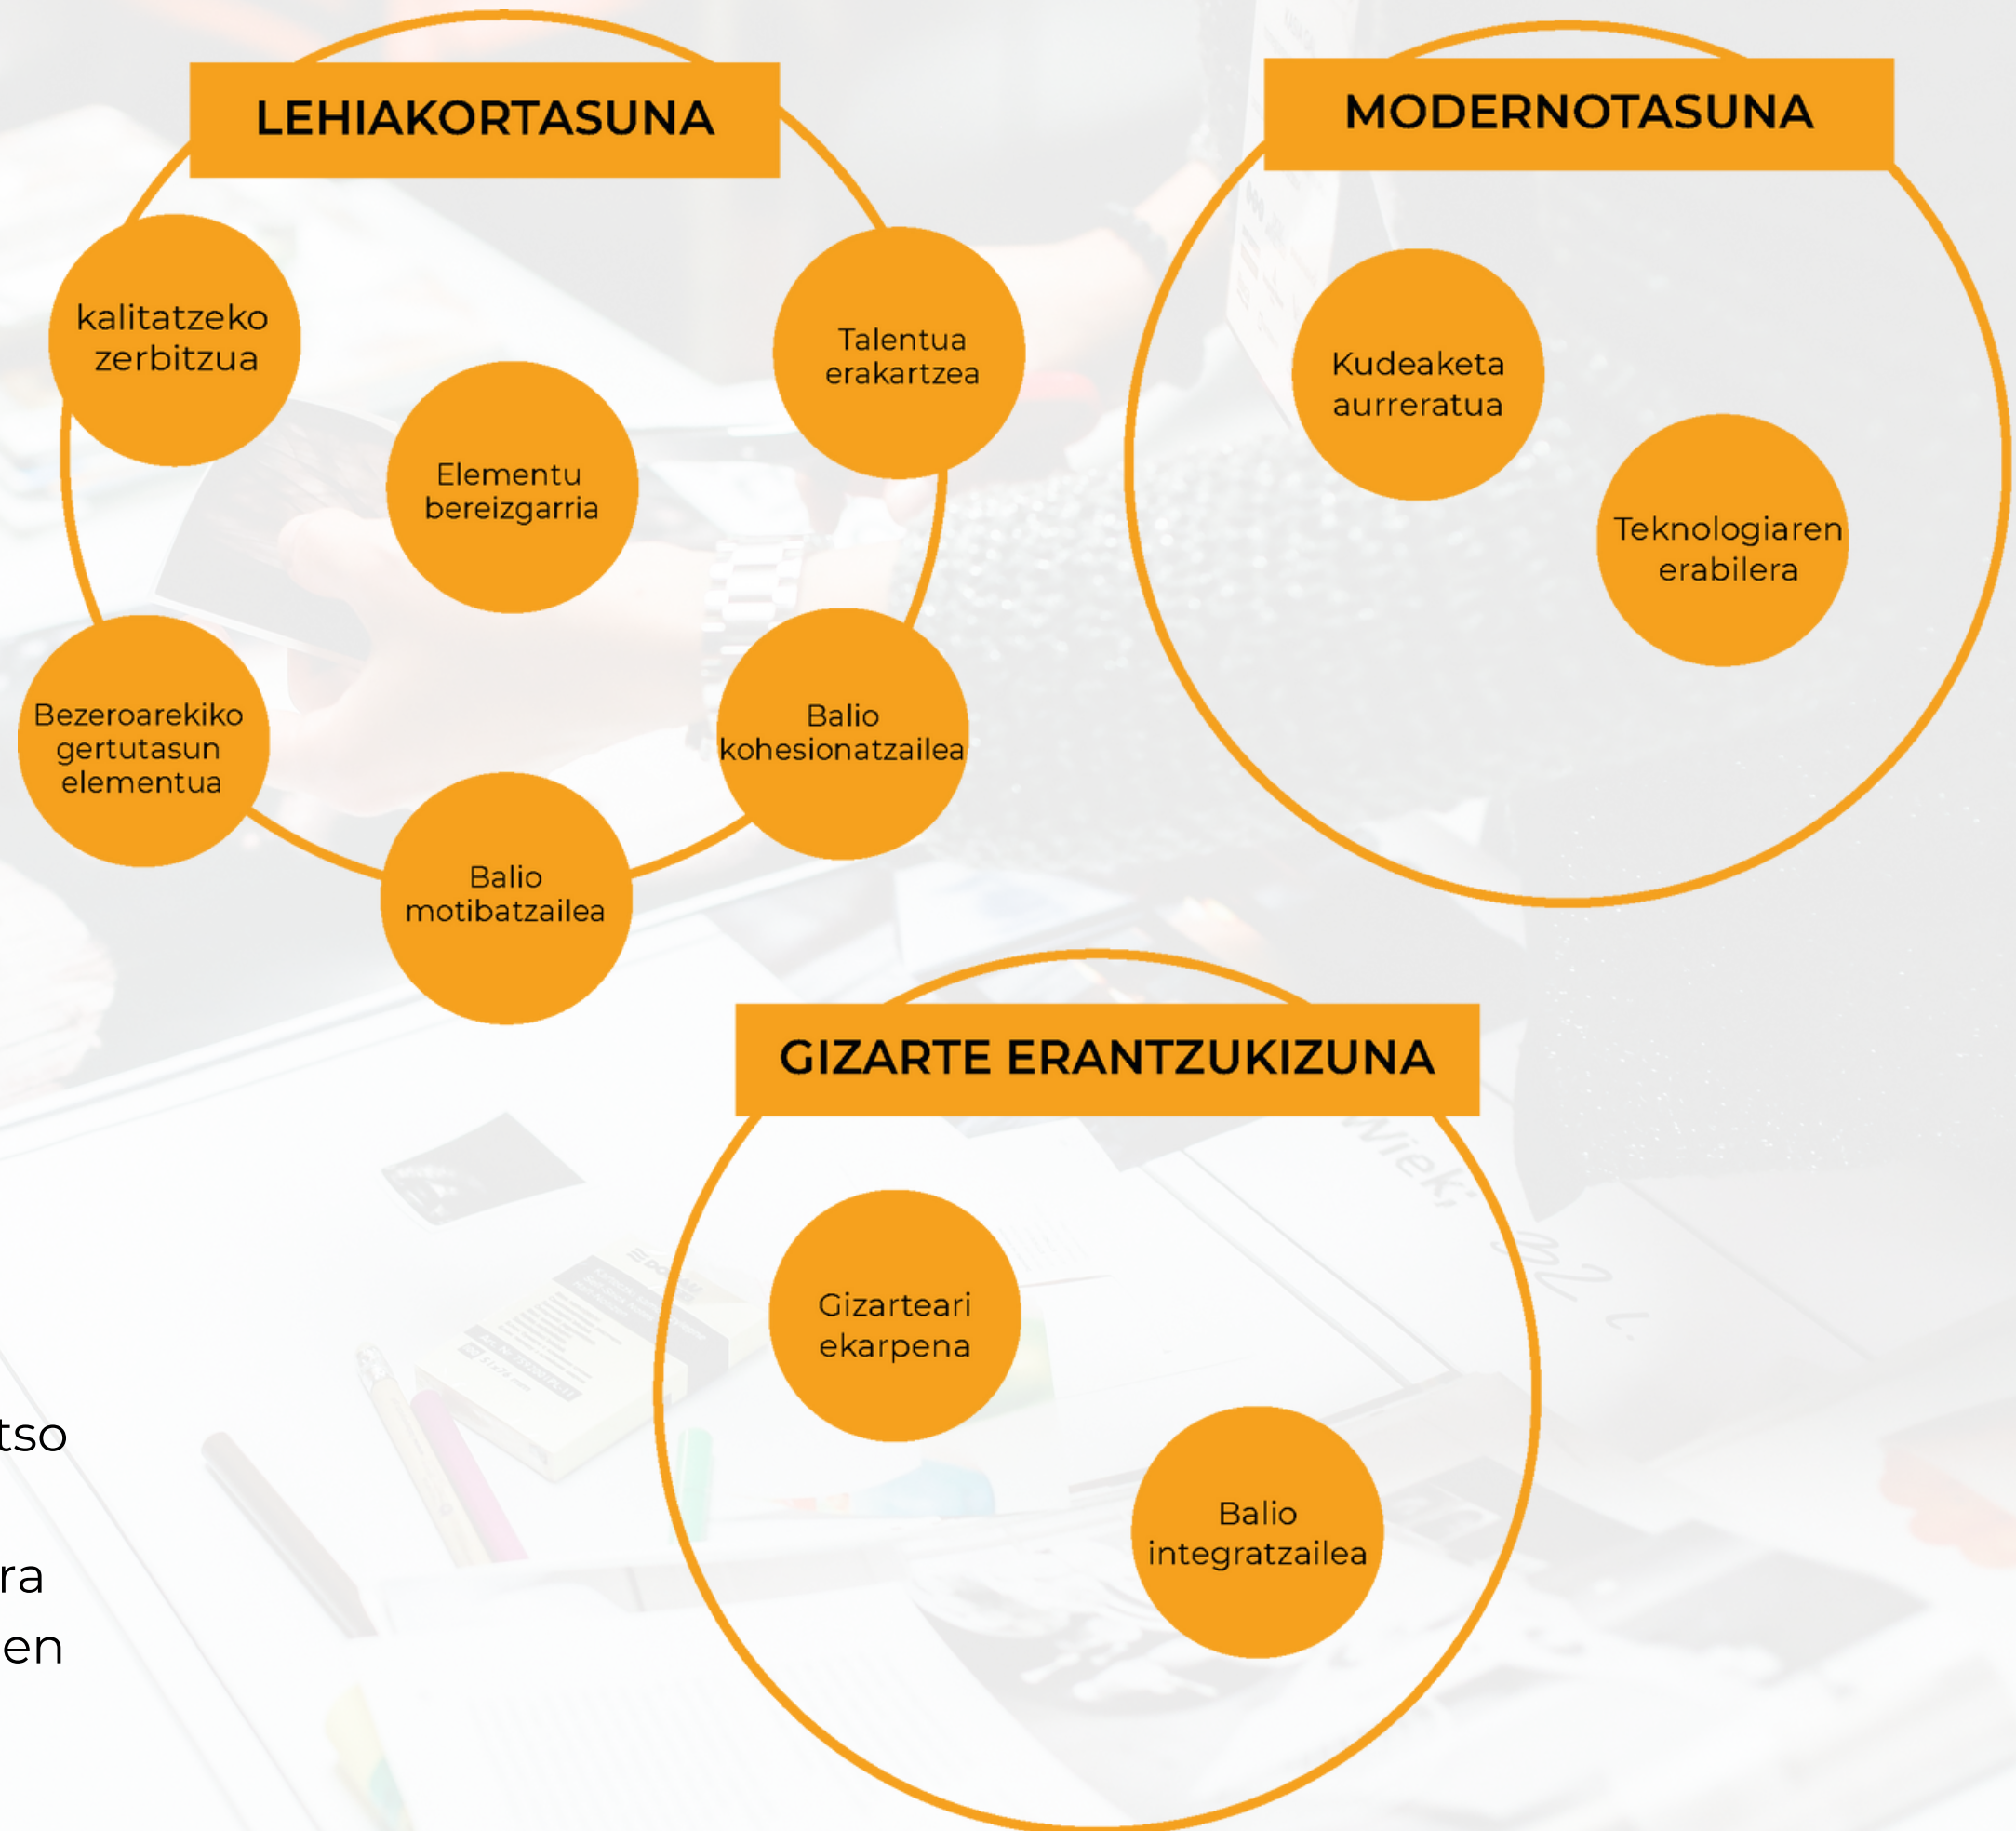 LEHIAKORTASUNA
kalitatzeko
zerbitzua
Elementu
bereizgarria
Talentua
erakartzea
Bezeroarekiko
gertutasun
elementua
Balio
kohesionatzailea
Balio
motibatzailea
MODERNOTASUNA
Kudeaketa
aurreratua
Teknologiaren
erabilera
GIZARTE ERANTZUKIZUNA
Gizarteari
ekarpena
Balio
integratzailea
tso
ra
en